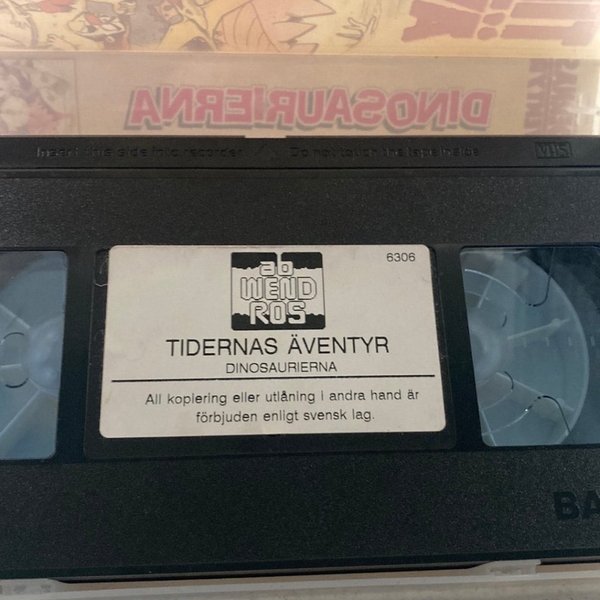 DINOSAURIERNA
Insert this side into recorder
Do not touch the tape inside
VHS
ab
WEND
ROS
6306
TIDERNAS ÄVENTYR
DINOSAURIERNA
All kopiering eller utlåning i andra hand är
förbjuden enligt svensk lag.